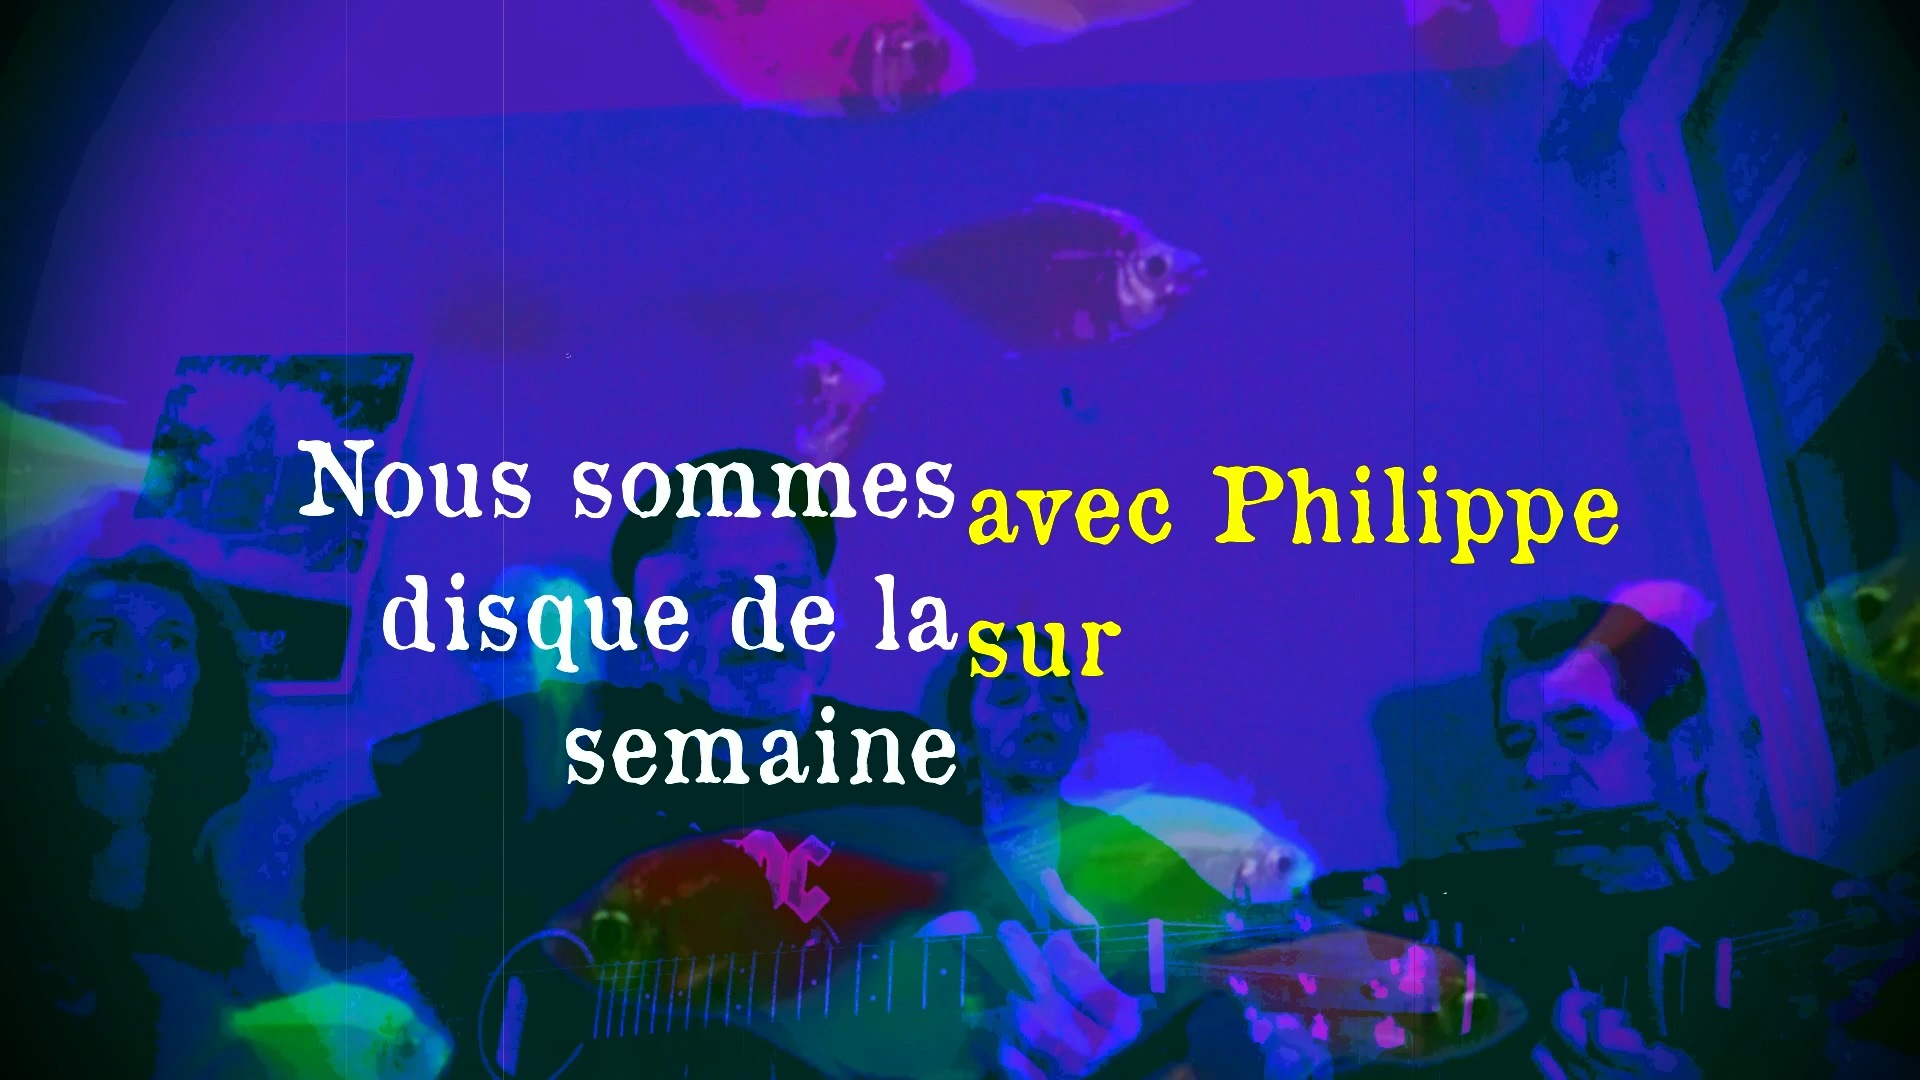 Nous sommes
disque de la
semaine
avec Philippe
sur